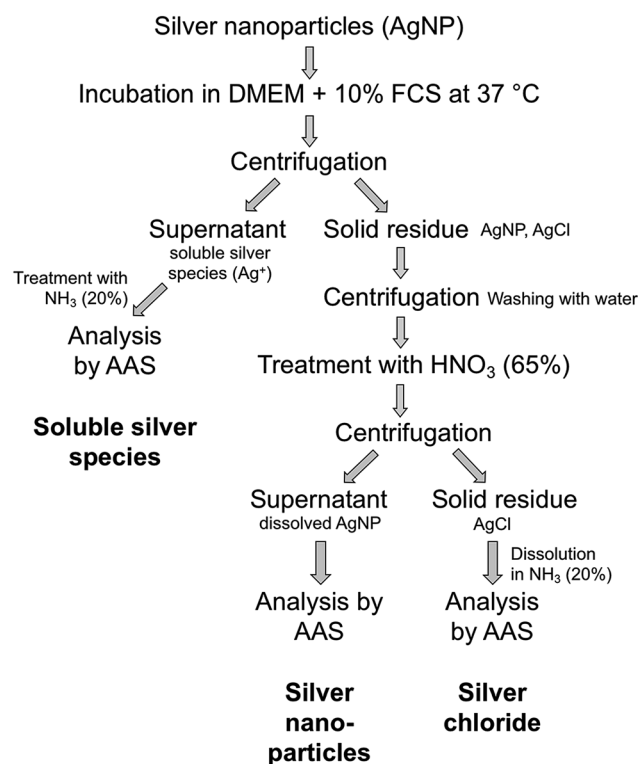 Silver nanoparticles (AgNP)
Incubation in DMEM + 10% FCS at 37 °C
Centrifugation
Supernatant
soluble silver
species (Ag⁺)
Solid residue AgNP, AgCl
Treatment with
NH₃ (20%)
Analysis
by AAS
Soluble silver
species
Centrifugation Washing with water
Treatment with HNO₃ (65%)
Centrifugation
Supernatant
dissolved AgNP
Solid residue
AgCl
Dissolution
in NH₃ (20%)
Analysis by
AAS
Analysis
by AAS
Silver
nano-
particles
Silver
chloride